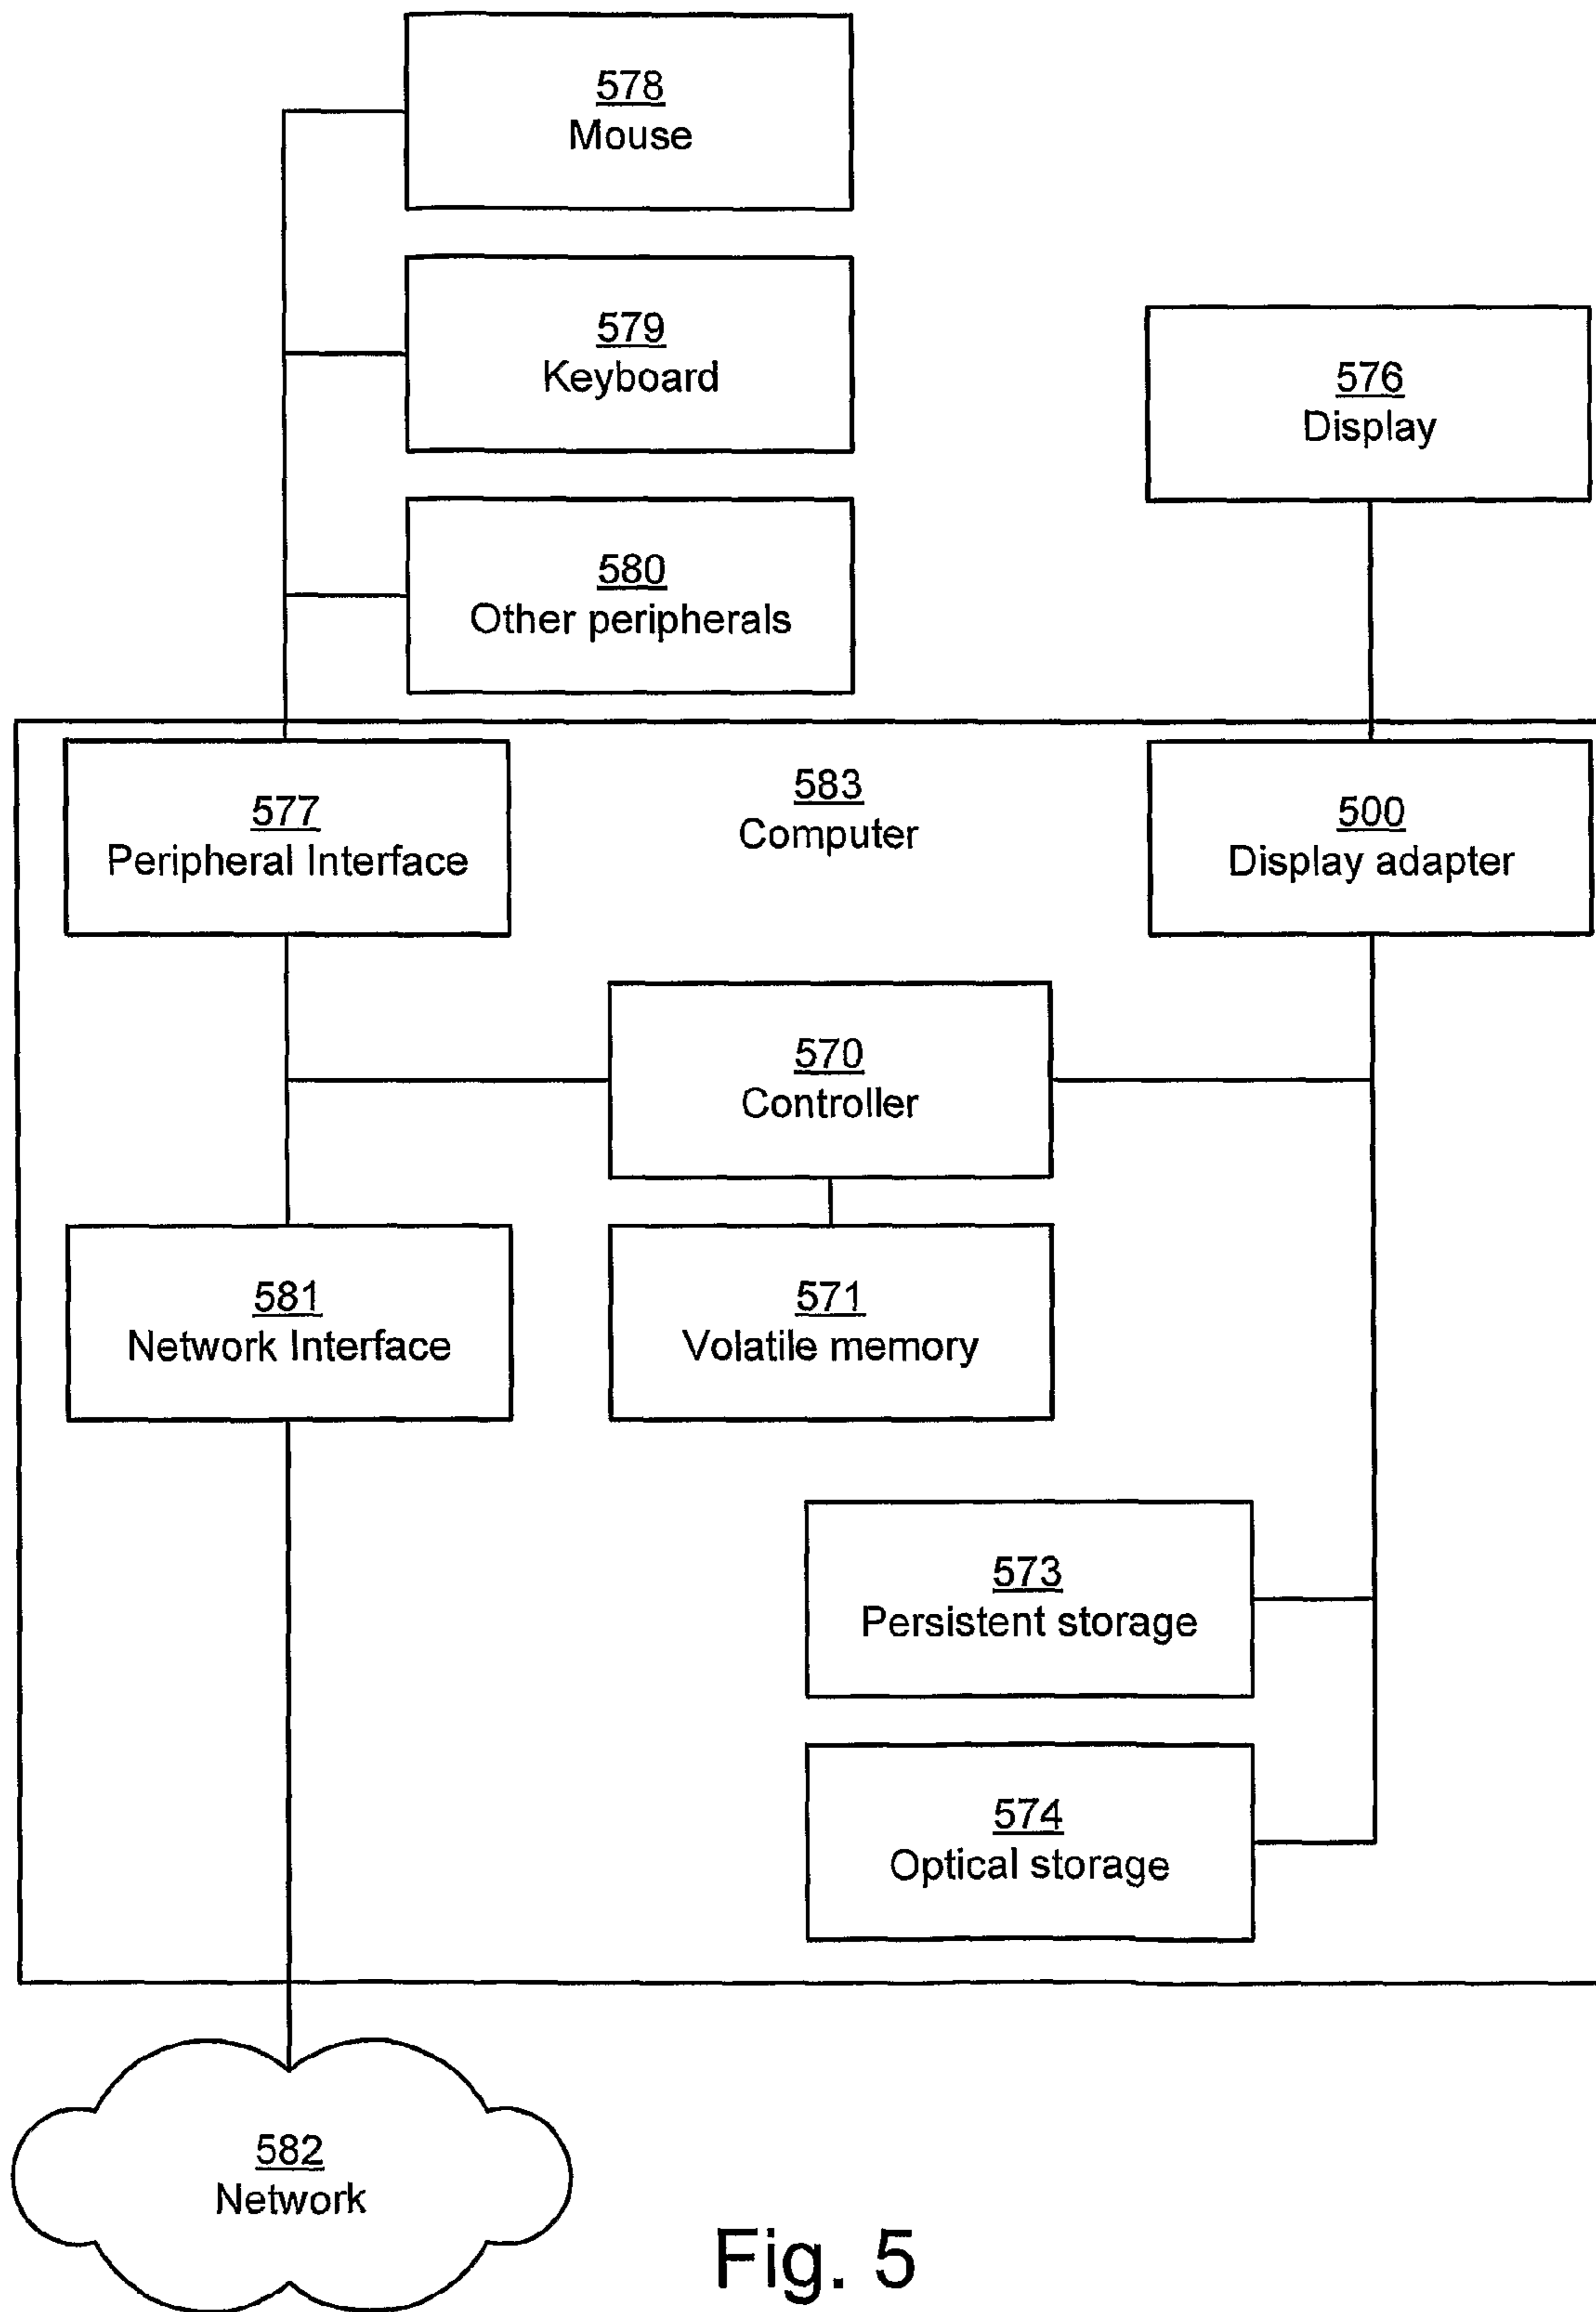 578
Mouse
579
Keyboard
576
Display
580
Other peripherals
577
Peripheral Interface
583
Computer
500
Display adapter
570
Controller
581
Network Interface
571
Volatile memory
573
Persistent storage
574
Optical storage
582
Network
Fig. 5